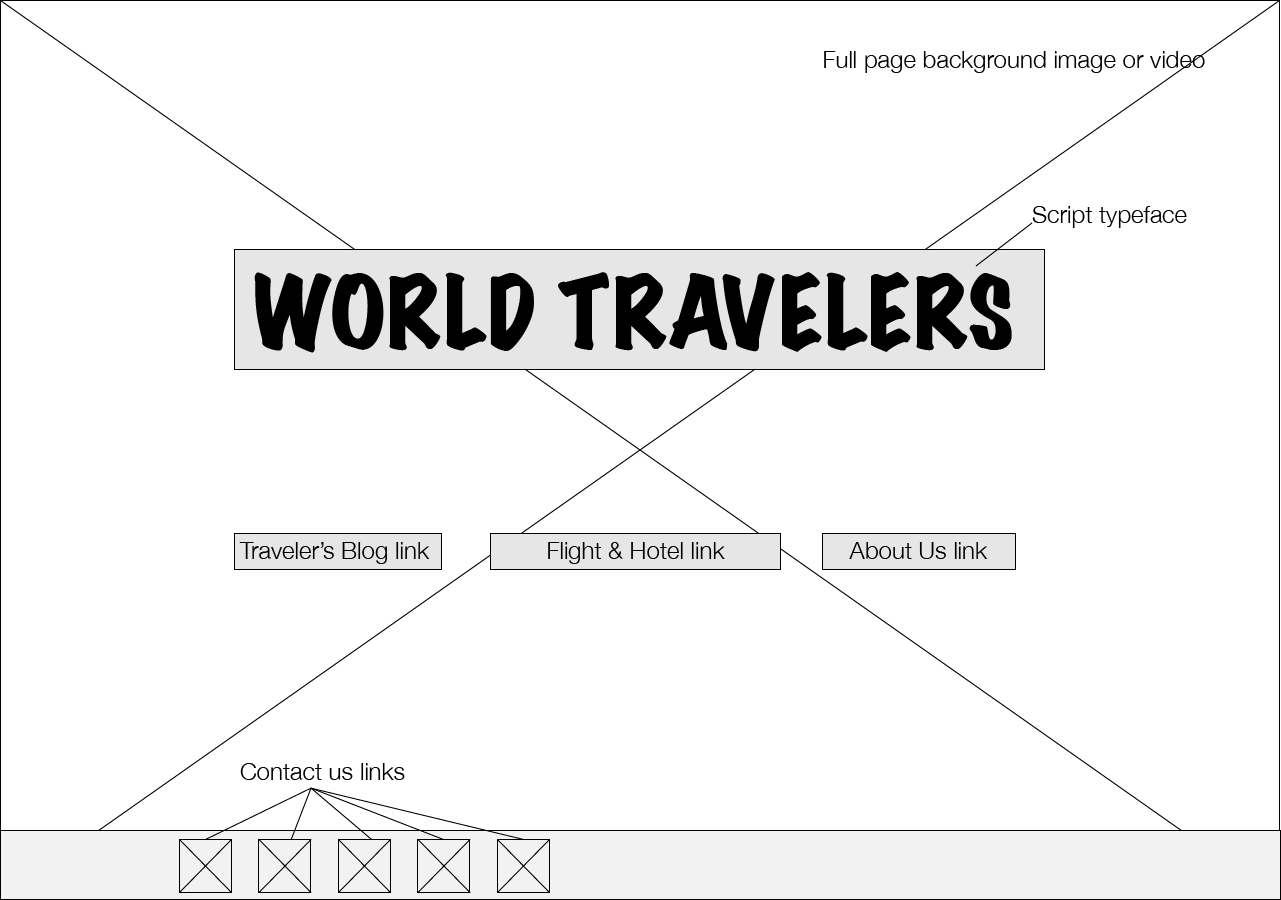 Full page background image or video
Script typeface
WORLD TRAVELERS
Traveler’s Blog link
Flight & Hotel link
About Us link
Contact us links